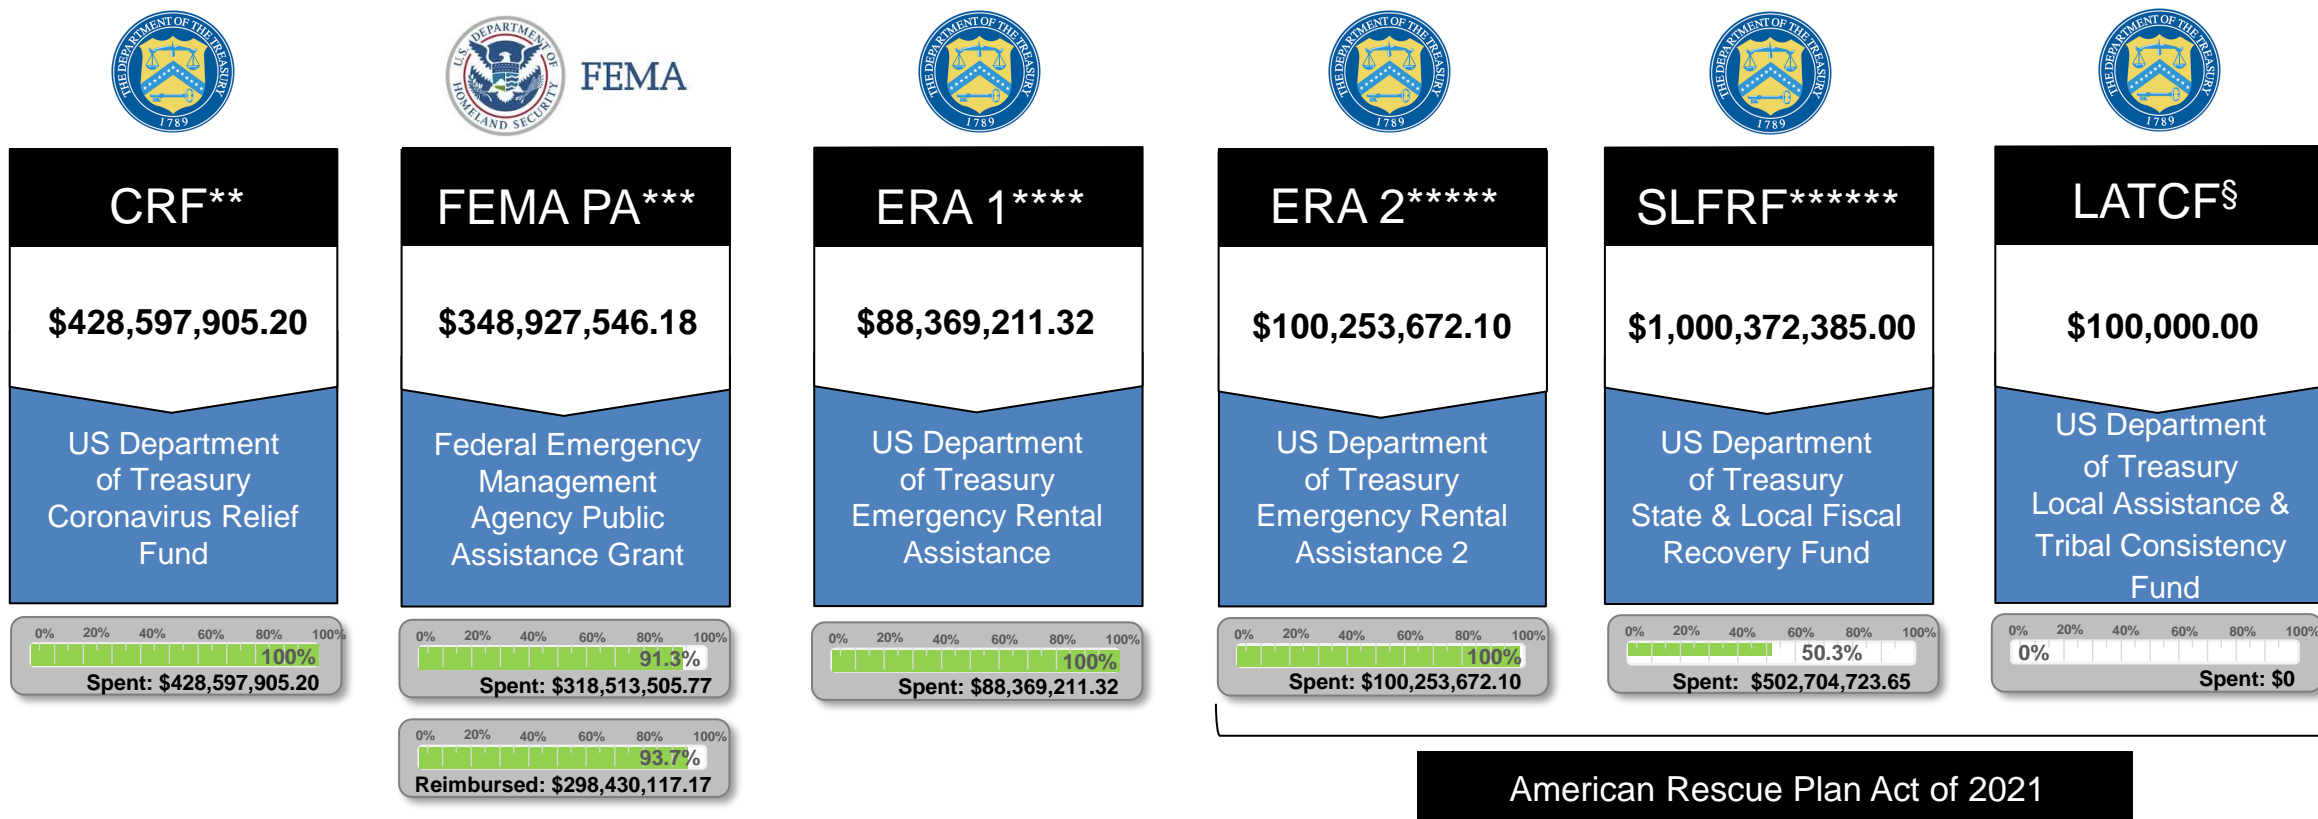 THE DEPARTMENT OF THE TREASURY
1789
U.S. DEPARTMENT OF
HOMELAND SECURITY
FEMA
THE DEPARTMENT OF THE TREASURY
1789
THE DEPARTMENT OF THE TREASURY
1789
THE DEPARTMENT OF THE TREASURY
1789
THE DEPARTMENT OF THE TREASURY
1789
CRF**
$428,597,905.20
US Department
of Treasury
Coronavirus Relief
Fund
0% 20% 40% 60% 80% 100%
100%
Spent: $428,597,905.20
FEMA PA***
$348,927,546.18
Federal Emergency
Management
Agency Public
Assistance Grant
0% 20% 40% 60% 80% 100%
91.3%
Spent: $318,513,505.77
0% 20% 40% 60% 80% 100%
93.7%
Reimbursed: $298,430,117.17
ERA 1****
$88,369,211.32
US Department
of Treasury
Emergency Rental
Assistance
0% 20% 40% 60% 80% 100%
100%
Spent: $88,369,211.32
ERA 2*****
$100,253,672.10
US Department
of Treasury
Emergency Rental
Assistance 2
0% 20% 40% 60% 80% 100%
100%
Spent: $100,253,672.10
SLFRF******
$1,000,372,385.00
US Department
of Treasury
State & Local Fiscal
Recovery Fund
0% 20% 40% 60% 80% 100%
50.3%
Spent: $502,704,723.65
LATCF§
$100,000.00
US Department
of Treasury
Local Assistance &
Tribal Consistency
Fund
0% 20% 40% 60% 80% 100%
0%
Spent: $0
American Rescue Plan Act of 2021